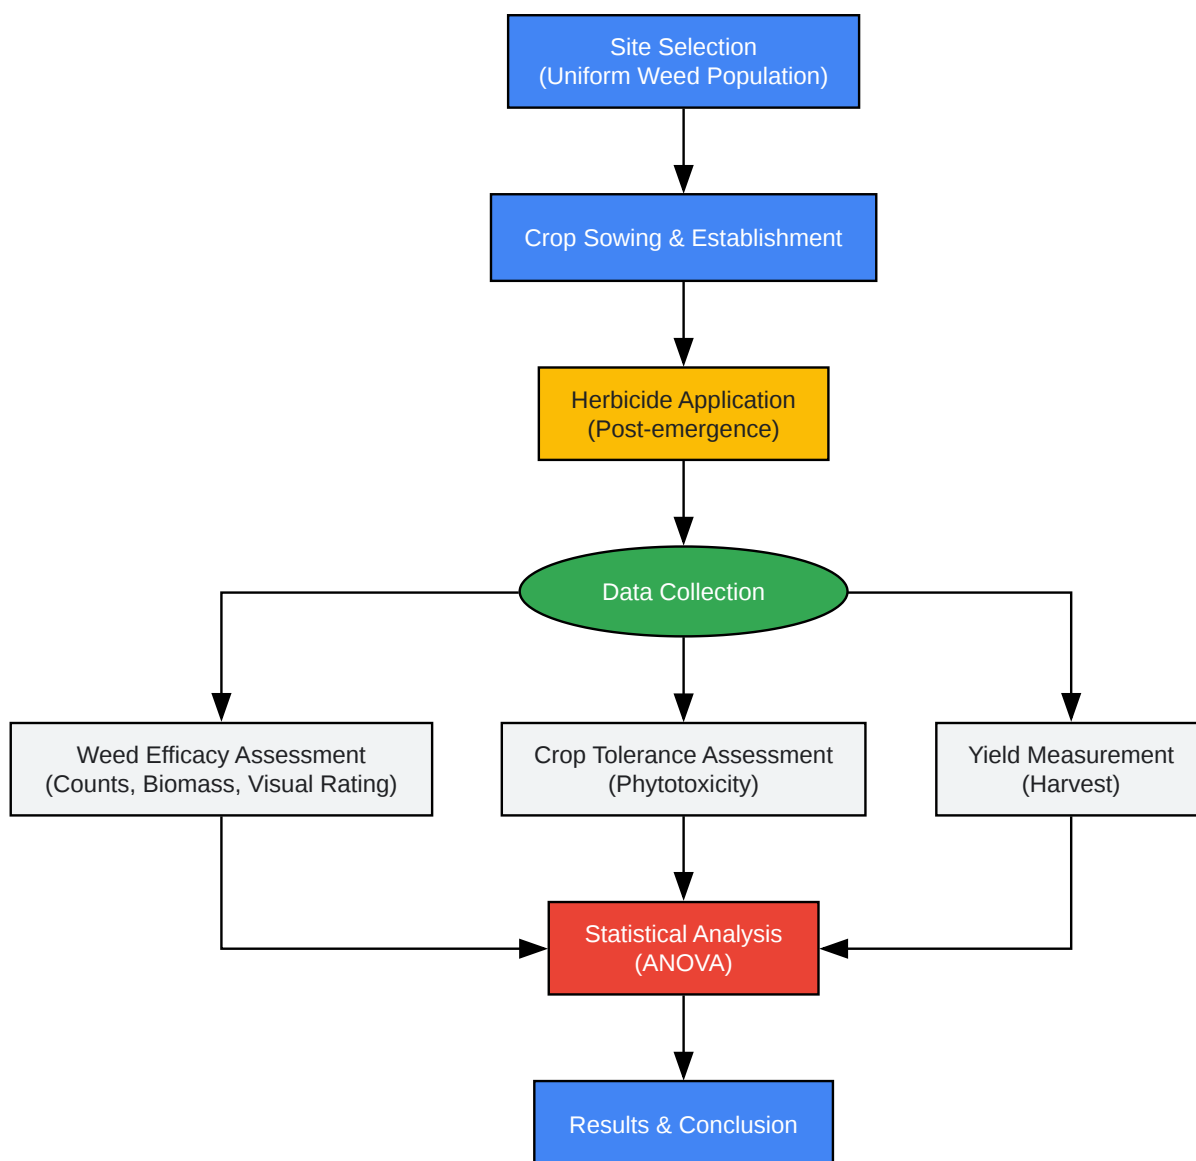 Site Selection
(Uniform Weed Population)
Crop Sowing & Establishment
Herbicide Application
(Post-emergence)
Data Collection
Weed Efficacy Assessment
(Counts, Biomass, Visual Rating)
Crop Tolerance Assessment
(Phytotoxicity)
Yield Measurement
(Harvest)
Statistical Analysis
(ANOVA)
Results & Conclusion